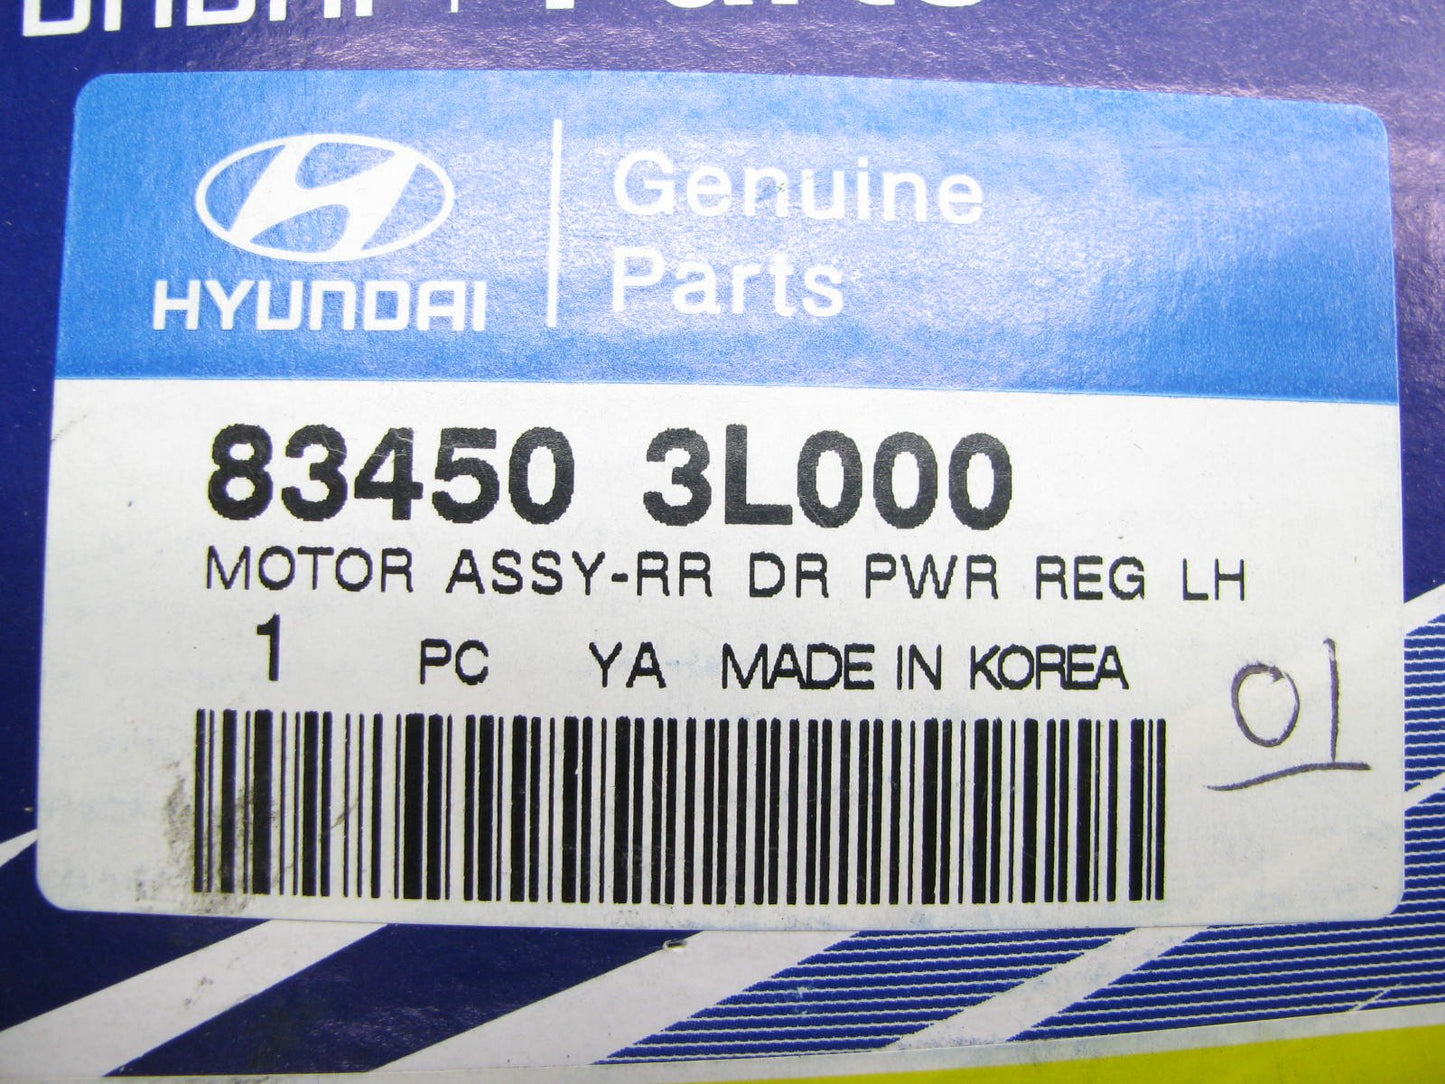 Parts
HYUNDAI
Genuine
Parts
83450 3L000
MOTOR ASSY-RR DR PWR REG LH
1 PC YA MADE IN KOREA
01